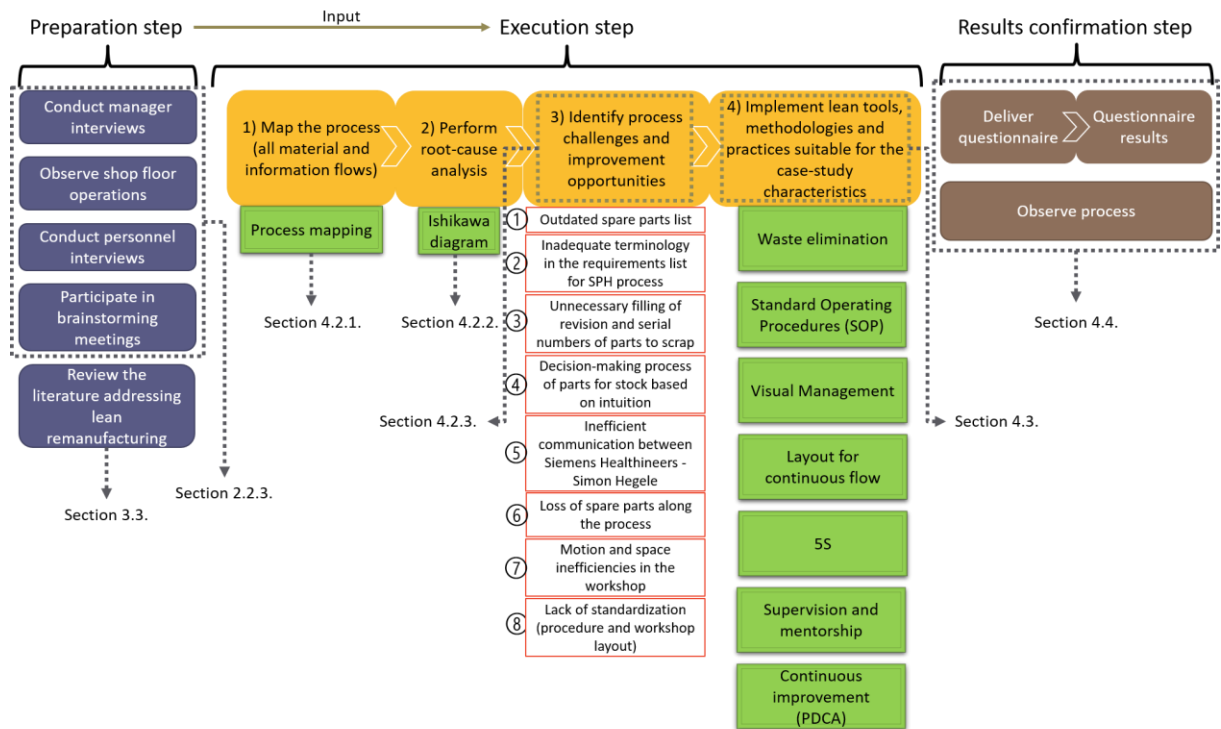 Input
Preparation step
Execution step
Results confirmation step
Conduct manager
interviews
Observe shop floor
operations
Conduct personnel
interviews
Participate in
brainstorming
meetings
Review the
literature addressing
lean
remanufacturing
Section 3.3.
Section 2.2.3.
1) Map the process
(all material and
information flows)
Process mapping
Section 4.2.1.
2) Perform
root-cause
analysis
Ishikawa
diagram
Section 4.2.2.
3) Identify process
challenges and
improvement
opportunities
1 Outdated spare parts list
2 Inadequate terminology
in the requirements list
for SPH process
3 Unnecessary filling of
revision and serial
numbers of parts to scrap
4 Decision-making process
of parts for stock based
on intuition
5 Inefficient
communication between
Siemens Healthineers -
Simon Hegele
6 Loss of spare parts along
the process
7 Motion and space
inefficiencies in the
workshop
8 Lack of standardization
(procedure and workshop
layout)
Section 4.2.3.
4) Implement lean tools,
methodologies and
practices suitable for the
case-study
characteristics
Waste elimination
Standard Operating
Procedures (SOP)
Visual Management
Layout for
continuous flow
5S
Supervision and
mentorship
Continuous
improvement
(PDCA)
Section 4.3.
Deliver
questionnaire
Questionnaire
results
Observe process
Section 4.4.